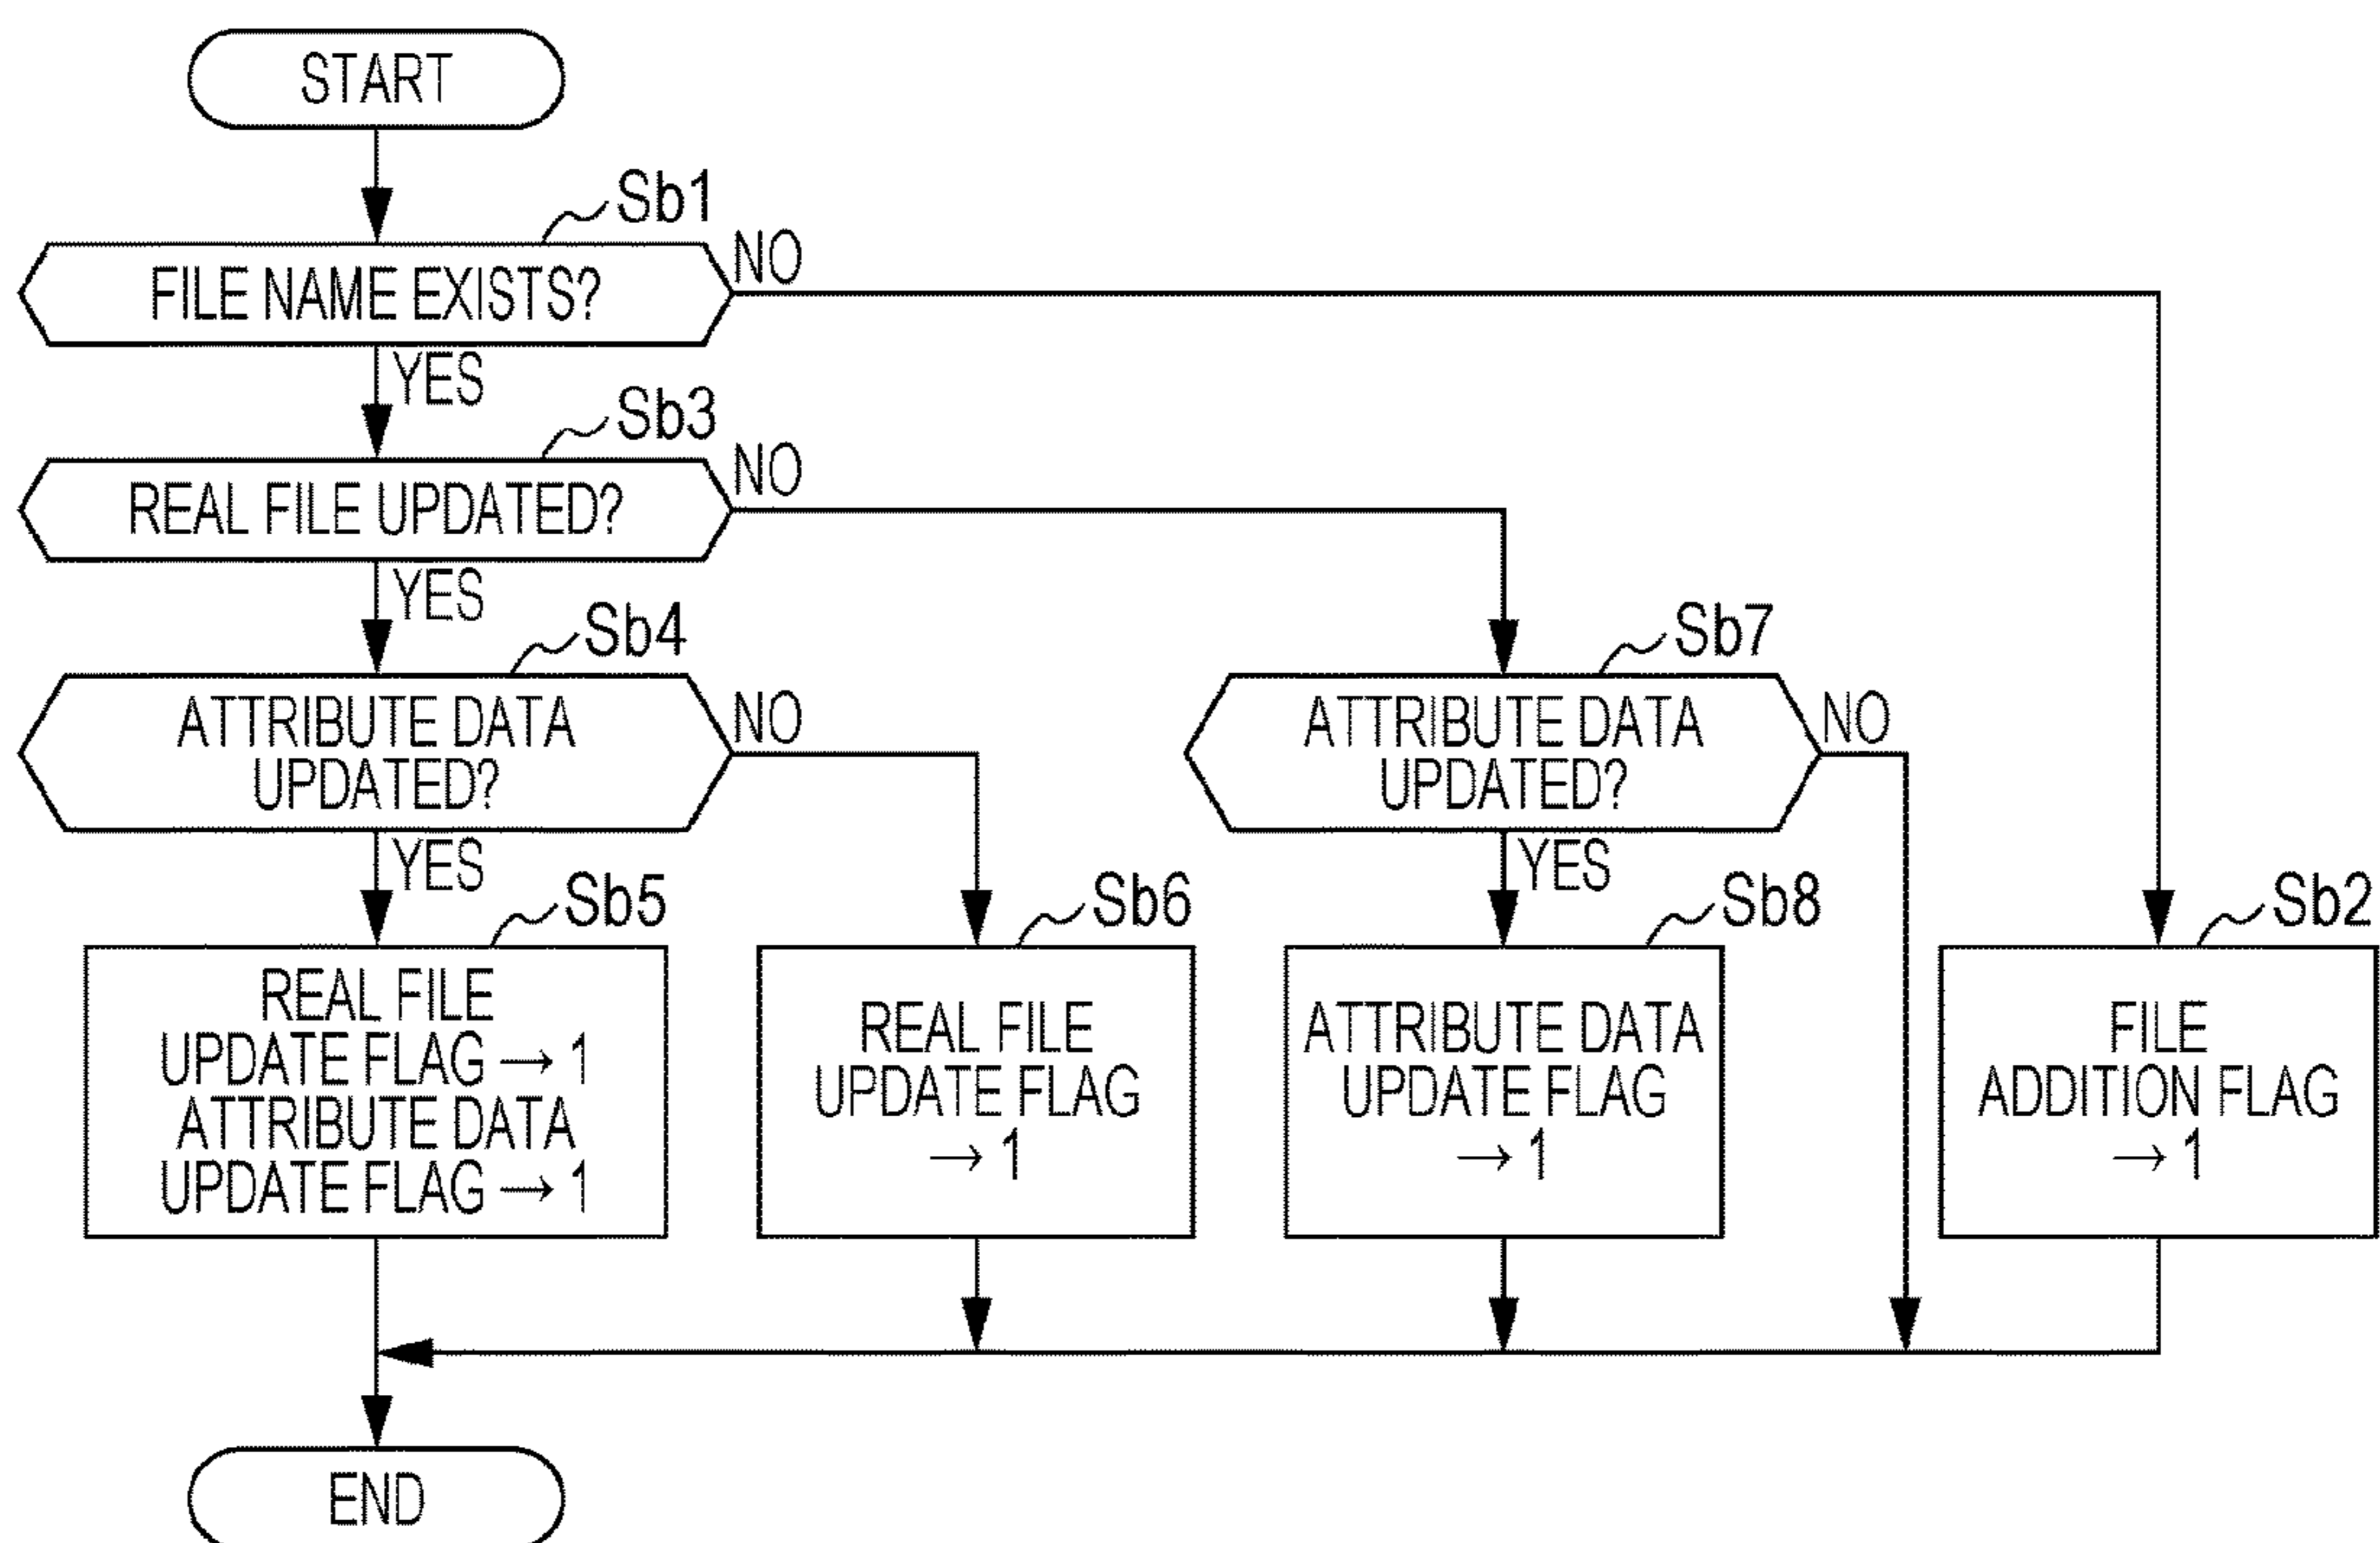 START
Sb1
FILE NAME EXISTS?
NO
YES
Sb3
REAL FILE UPDATED?
NO
YES
Sb4
ATTRIBUTE DATA
UPDATED?
NO
YES
Sb7
ATTRIBUTE DATA
UPDATED?
NO
YES
Sb5
REAL FILE
UPDATE FLAG → 1
ATTRIBUTE DATA
UPDATE FLAG → 1
Sb6
REAL FILE
UPDATE FLAG
→ 1
Sb8
ATTRIBUTE DATA
UPDATE FLAG
→ 1
Sb2
FILE
ADDITION FLAG
→ 1
END